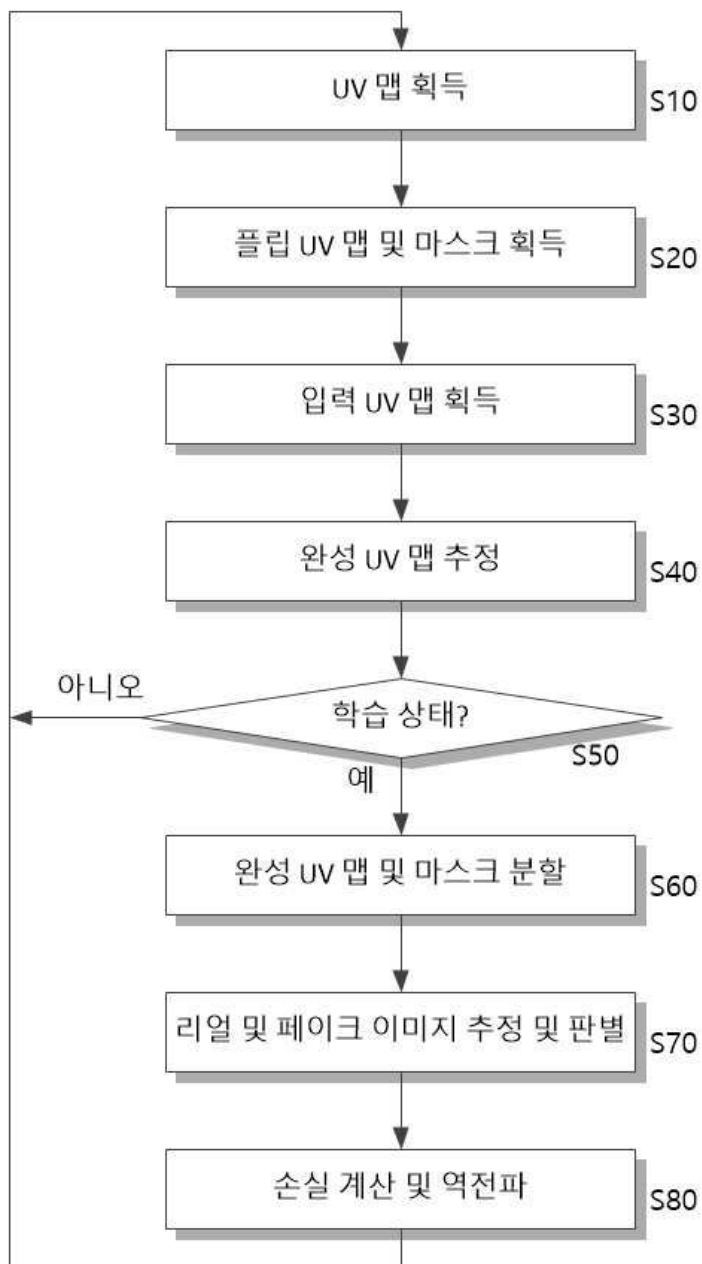 UV 맵 획득
S10
플립 UV 맵 및 마스크 획득
S20
입력 UV 맵 획득
S30
완성 UV 맵 추정
S40
아니오
학습 상태?
S50
예
완성 UV 맵 및 마스크 분할
S60
리얼 및 페이크 이미지 추정 및 판별
S70
손실 계산 및 역전파
S80